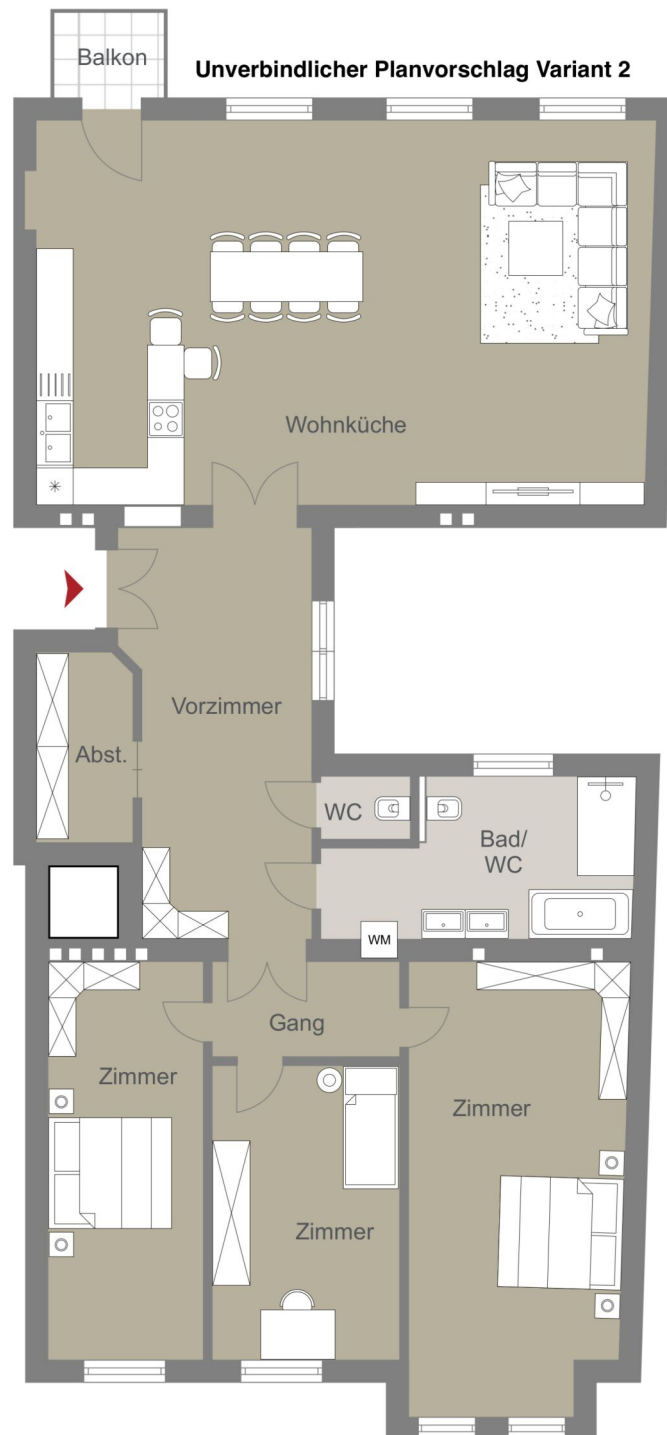 Balkon
Unverbindlicher Planvorschlag Variant 2
Wohnküche
Vorzimmer
Abst.
WC
Bad/
WC
WM
Gang
Zimmer
Zimmer
Zimmer